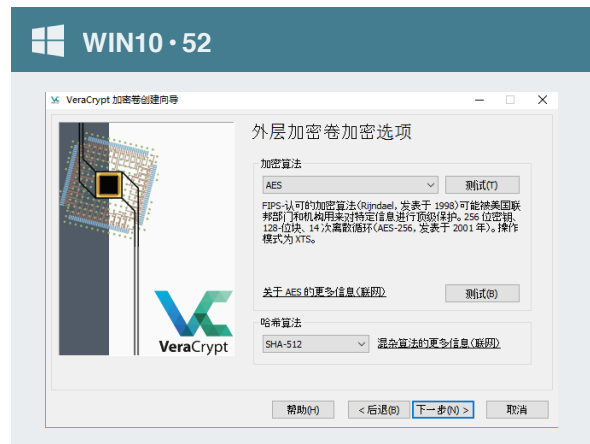 WIN10·52
VeraCrypt 加密卷创建向导
外层加密卷加密选项
加密算法
AES
测试(T)
FIPS-认可的加密算法(Rijndael, 发表于 1998)可能被美国联
邦部门和机构用来对特定信息进行顶级保护。256 位密钥、
128-位块、14 次离散循环(AES-256, 发表于 2001 年)。操作
模式为 XTS。
关于 AES 的更多信息(联网)
测试(B)
哈希算法
SHA-512
混杂算法的更多信息(联网)
VeraCrypt
帮助(H)
< 后退(B)
下一步(N) >
取消